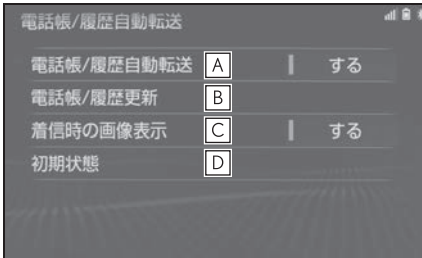 電話帳/履歴自動転送
電話帳/履歴自動転送 A する
電話帳/履歴更新 B
着信時の画像表示 C する
初期状態 D